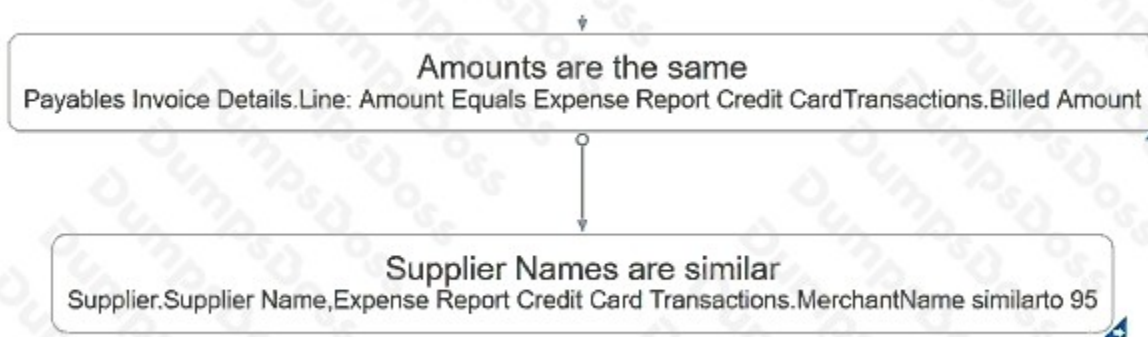 Amounts are the same
Payables Invoice Details.Line: Amount Equals Expense Report Credit CardTransactions.Billed Amount
Supplier Names are similar
Supplier.Supplier Name,Expense Report Credit Card Transactions.MerchantName similarto 95
DumpsDoss